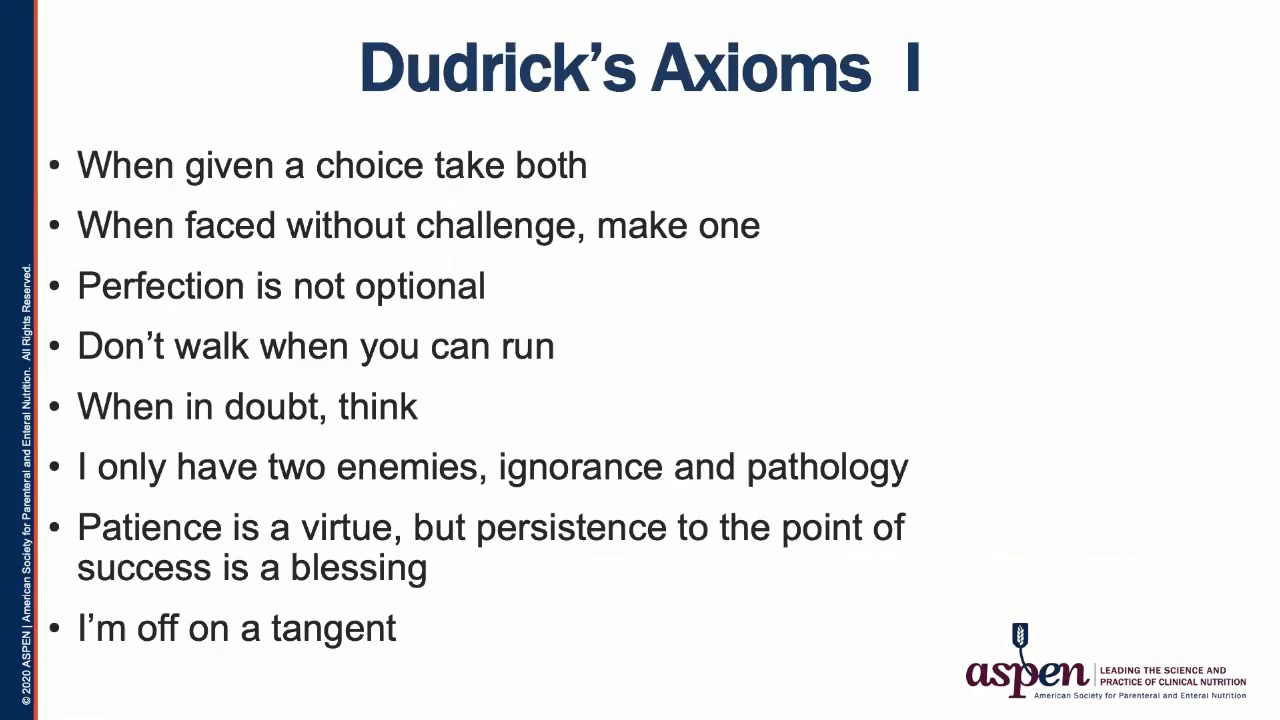 Dudrick’s Axioms I
• When given a choice take both
• When faced without challenge, make one
• Perfection is not optional
• Don’t walk when you can run
• When in doubt, think
• I only have two enemies, ignorance and pathology
• Patience is a virtue, but persistence to the point of
success is a blessing
• I’m off on a tangent
© 2020 ASPEN | American Society for Parenteral and Enteral Nutrition. All Rights Reserved.
aspen
LEADING THE SCIENCE AND
PRACTICE OF CLINICAL NUTRITION
American Society for Parenteral and Enteral Nutrition